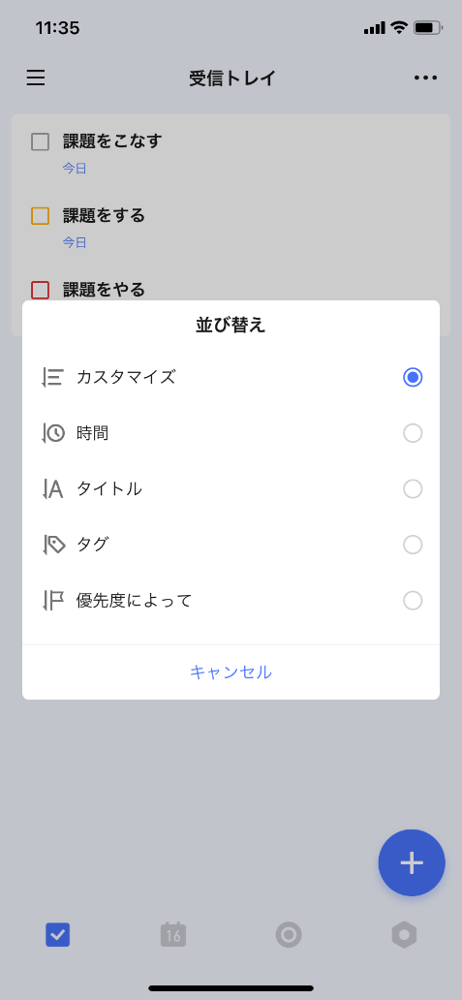 11:35
受信トレイ
課題をこなす
今日
課題をする
今日
課題をやる
並び替え
カスタマイズ
時間
タイトル
タグ
優先度によって
キャンセル
16